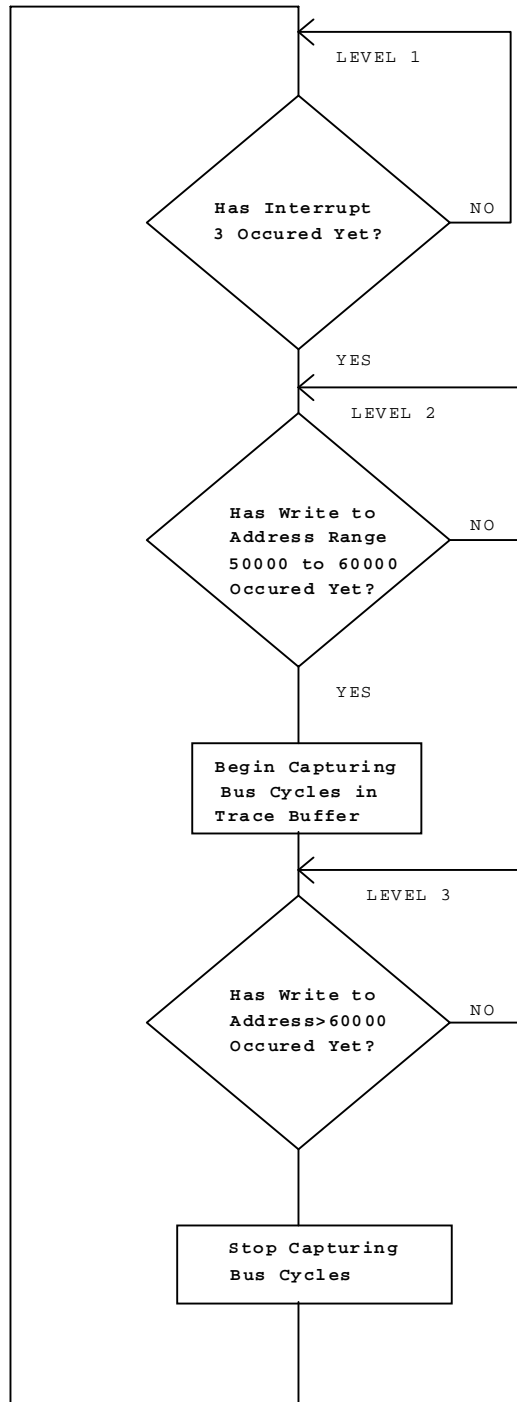 LEVEL 1
Has Interrupt
3 Occured Yet?
NO
YES
LEVEL 2
Has Write to
Address Range
50000 to 60000
Occured Yet?
NO
YES
Begin Capturing
Bus Cycles in
Trace Buffer
LEVEL 3
Has Write to
Address>60000
Occured Yet?
NO
Stop Capturing
Bus Cycles